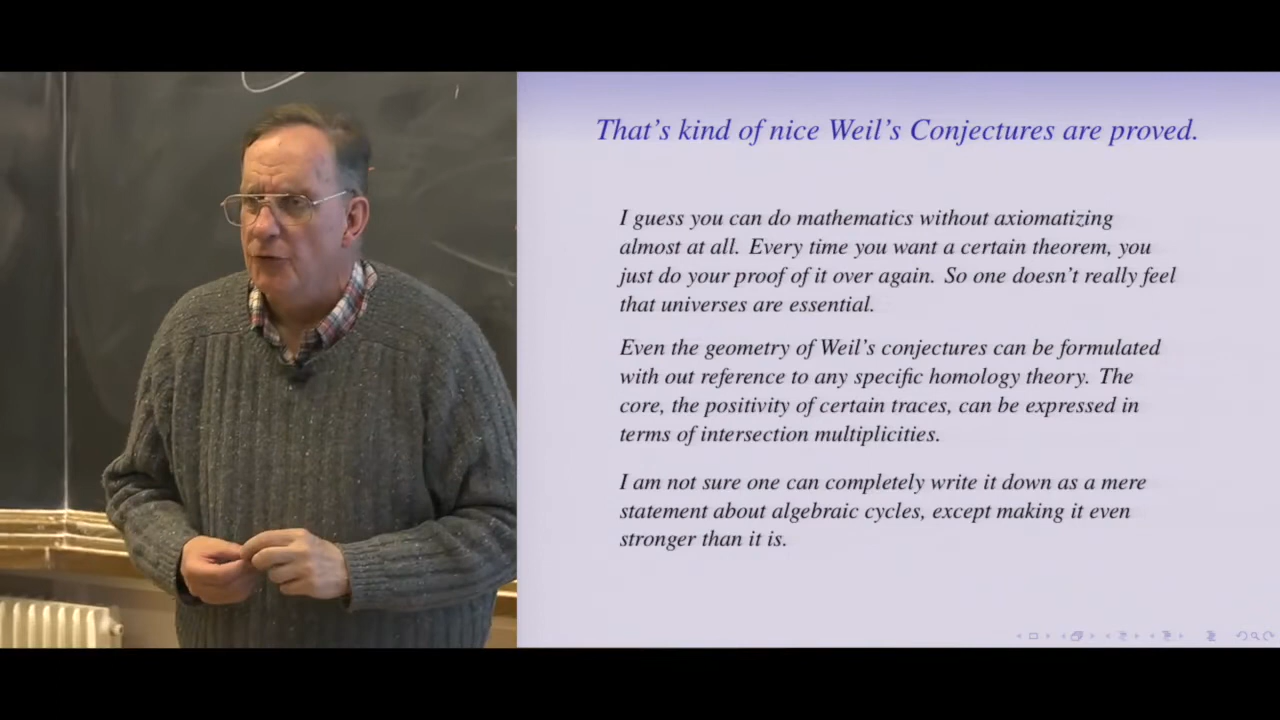 That's kind of nice Weil's Conjectures are proved.
I guess you can do mathematics without axiomatizing
almost at all. Every time you want a certain theorem, you
just do your proof of it over again. So one doesn't really feel
that universes are essential.
Even the geometry of Weil's conjectures can be formulated
with out reference to any specific homology theory. The
core, the positivity of certain traces, can be expressed in
terms of intersection multiplicities.
I am not sure one can completely write it down as a mere
statement about algebraic cycles, except making it even
stronger than it is.